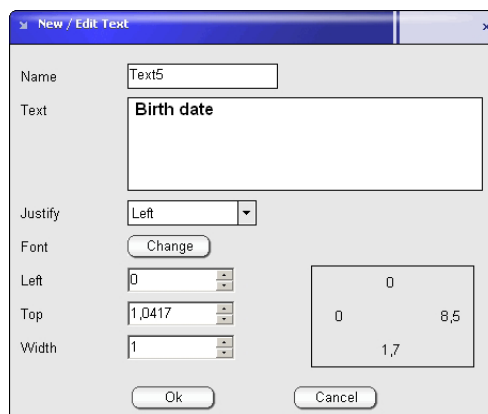 New / Edit Text
Name Text5
Text Birth date
Justify Left
Font Change
Left 0
Top 1,0417
Width 1
0
0 8,5
1,7
Ok Cancel